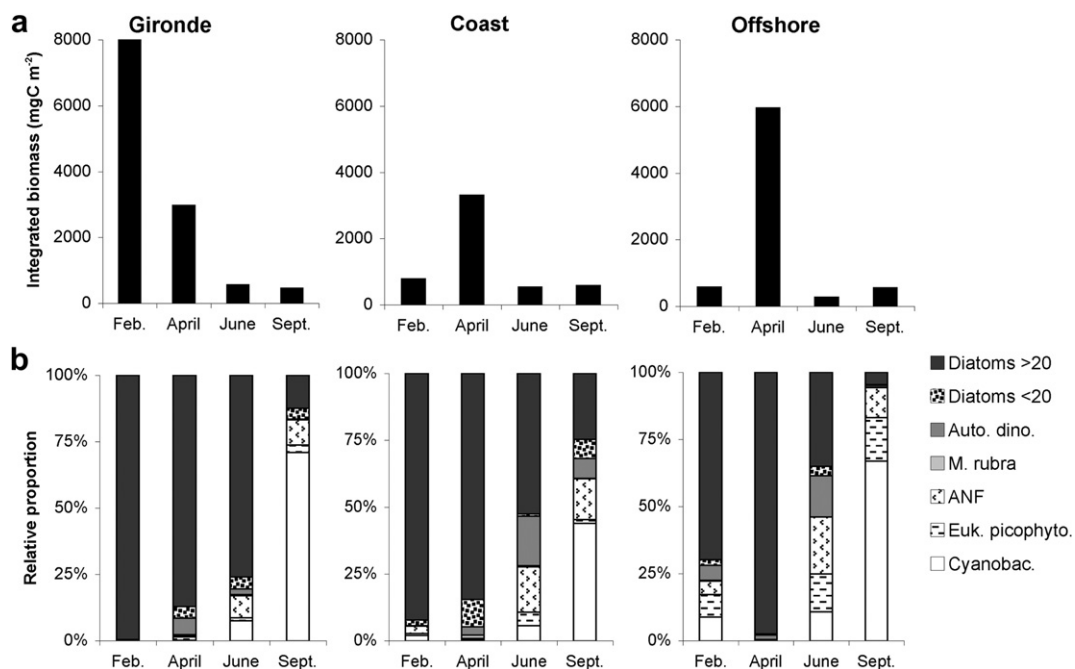 a
Gironde
Coast
Offshore
Integrated biomass (mgC m-2)
8000
6000
4000
2000
0
Feb. April June Sept.
8000
6000
4000
2000
0
Feb. April June Sept.
8000
6000
4000
2000
0
Feb. April June Sept.
b
Relative proportion
100%
75%
50%
25%
0%
Feb. April June Sept.
100%
75%
50%
25%
0%
Feb. April June Sept.
100%
75%
50%
25%
0%
Feb. April June Sept.
Diatoms >20
Diatoms <20
Auto. dino.
M. rubra
ANF
Euk. picophyto.
Cyanobac.